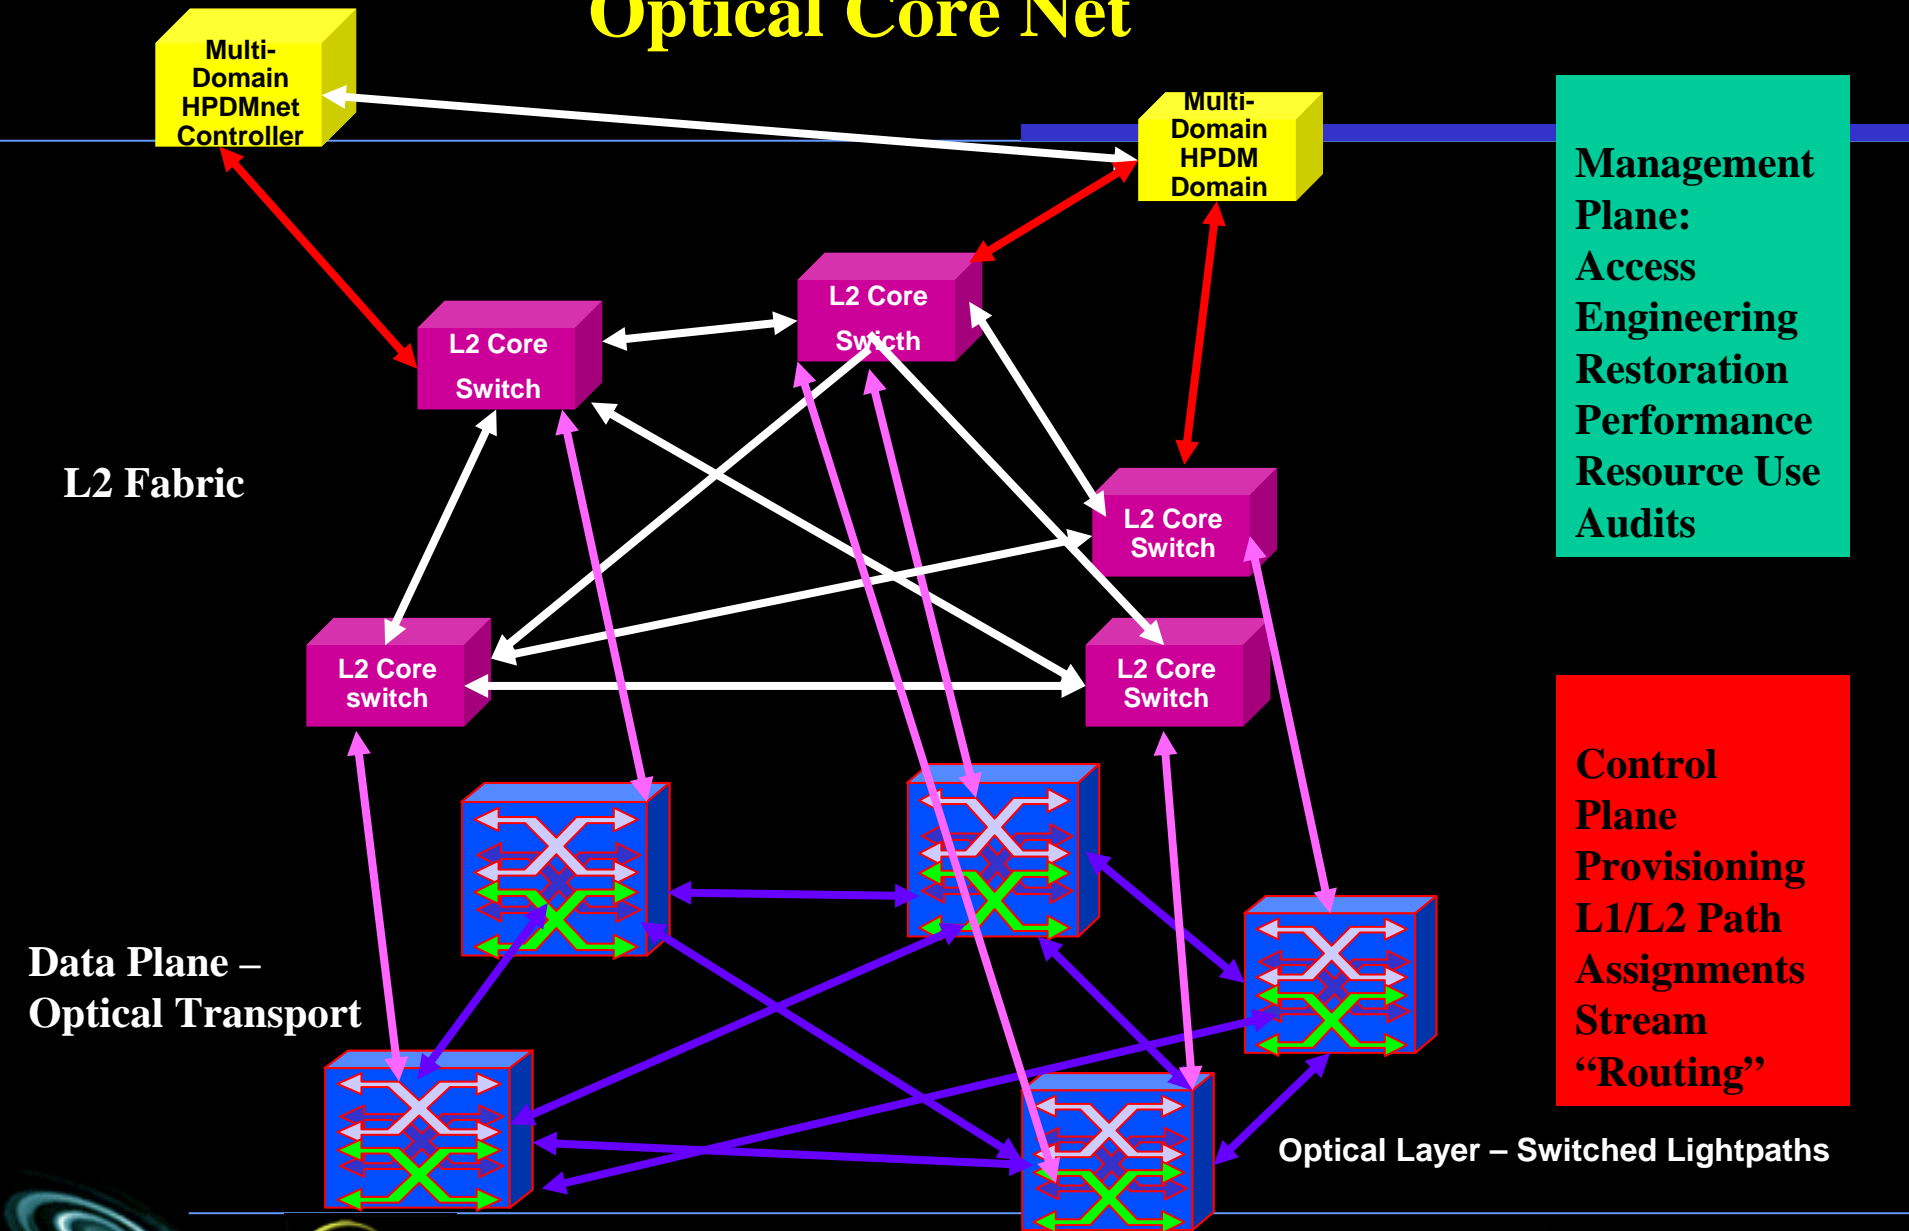 Optical Core Net
Multi-
Domain
HPDMnet
Controller
Multi-
Domain
HPDM
Domain
Management
Plane:
Access
Engineering
Restoration
Performance
Resource Use
Audits
L2 Core
Swicth
L2 Core
Switch
L2 Fabric
L2 Core
Switch
L2 Core
switch
L2 Core
Switch
Control
Plane
Provisioning
L1/L2 Path
Assignments
Stream
“Routing”
Data Plane –
Optical Transport
Optical Layer – Switched Lightpaths